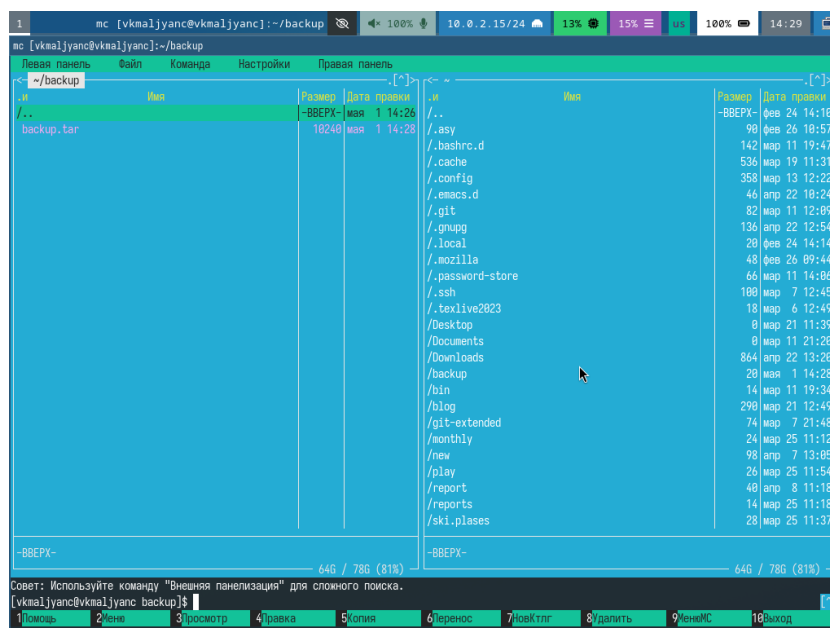 1 mc [vkmaljyanc@vkmaljyanc]:~/backup 100% 10.0.2.15/24 13% 15% us 100% 14:29
mc [vkmaljyanc@vkmaljyanc]:~/backup
Левая панель Файл Команда Настройки Правая панель
<- ~/backup .[^]> <- ~ .[^]>
.и Имя Размер Дата правки .и Имя Размер Дата правки
/.. -ВВЕРХ- мая 1 14:26 /.. -ВВЕРХ- фев 24 14:10
backup.tar 10240 мая 1 14:28 /.asy 90 фев 26 10:57
/.bashrc.d 142 мар 11 19:47
/.cache 536 мар 19 11:31
/.config 358 мар 13 12:22
/.emacs.d 46 апр 22 10:24
/.git 82 мар 11 12:09
/.gnupg 136 апр 22 12:54
/.local 20 фев 24 14:14
/.mozilla 48 фев 26 09:44
/.password-store 66 мар 11 14:06
/.ssh 100 мар 7 12:45
/.texlive2023 18 мар 6 12:49
/Desktop 0 мар 21 11:39
/Documents 0 мар 11 21:20
/Downloads 864 апр 22 13:20
/backup 20 мая 1 14:28
/bin 14 мар 11 19:34
/blog 290 мар 21 12:49
/git-extended 74 мар 7 21:48
/monthly 24 мар 25 11:12
/new 98 апр 7 13:05
/play 26 мар 25 11:54
/report 40 апр 8 11:18
/reports 14 мар 25 11:18
/ski.plases 28 мар 25 11:37
-ВВЕРХ- -ВВЕРХ-
64G / 78G (81%) 64G / 78G (81%)
Совет: Используйте команду "Внешняя панелизация" для сложного поиска.
[vkmaljyanc@vkmaljyanc backup]$ [^
1Помощь 2Меню 3Просмотр 4Правка 5Копия 6Перенос 7НовКтлг 8Удалить 9МенюМС 10Выход